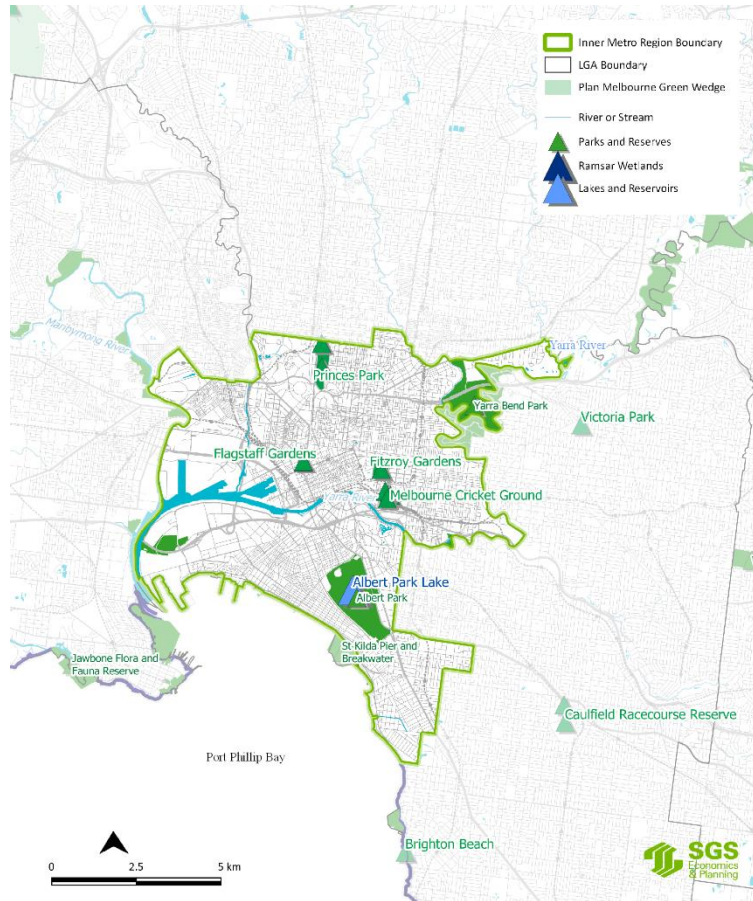 Inner Metro Region Boundary
LGA Boundary
Plan Melbourne Green Wedge
River or Stream
Parks and Reserves
Ramsar Wetlands
Lakes and Reservoirs
Maribyrnong River
Yarra River
Princes Park
Yarra Bend Park
Victoria Park
Flagstaff Gardens
Fitzroy Gardens
Melbourne Cricket Ground
Yarra River
Albert Park Lake
Albert Park
St Kilda Pier and
Breakwater
Jawbone Flora and
Fauna Reserve
Caulfield Racecourse Reserve
Port Phillip Bay
Brighton Beach
0 2.5 5 km
SGS
Economics
& Planning